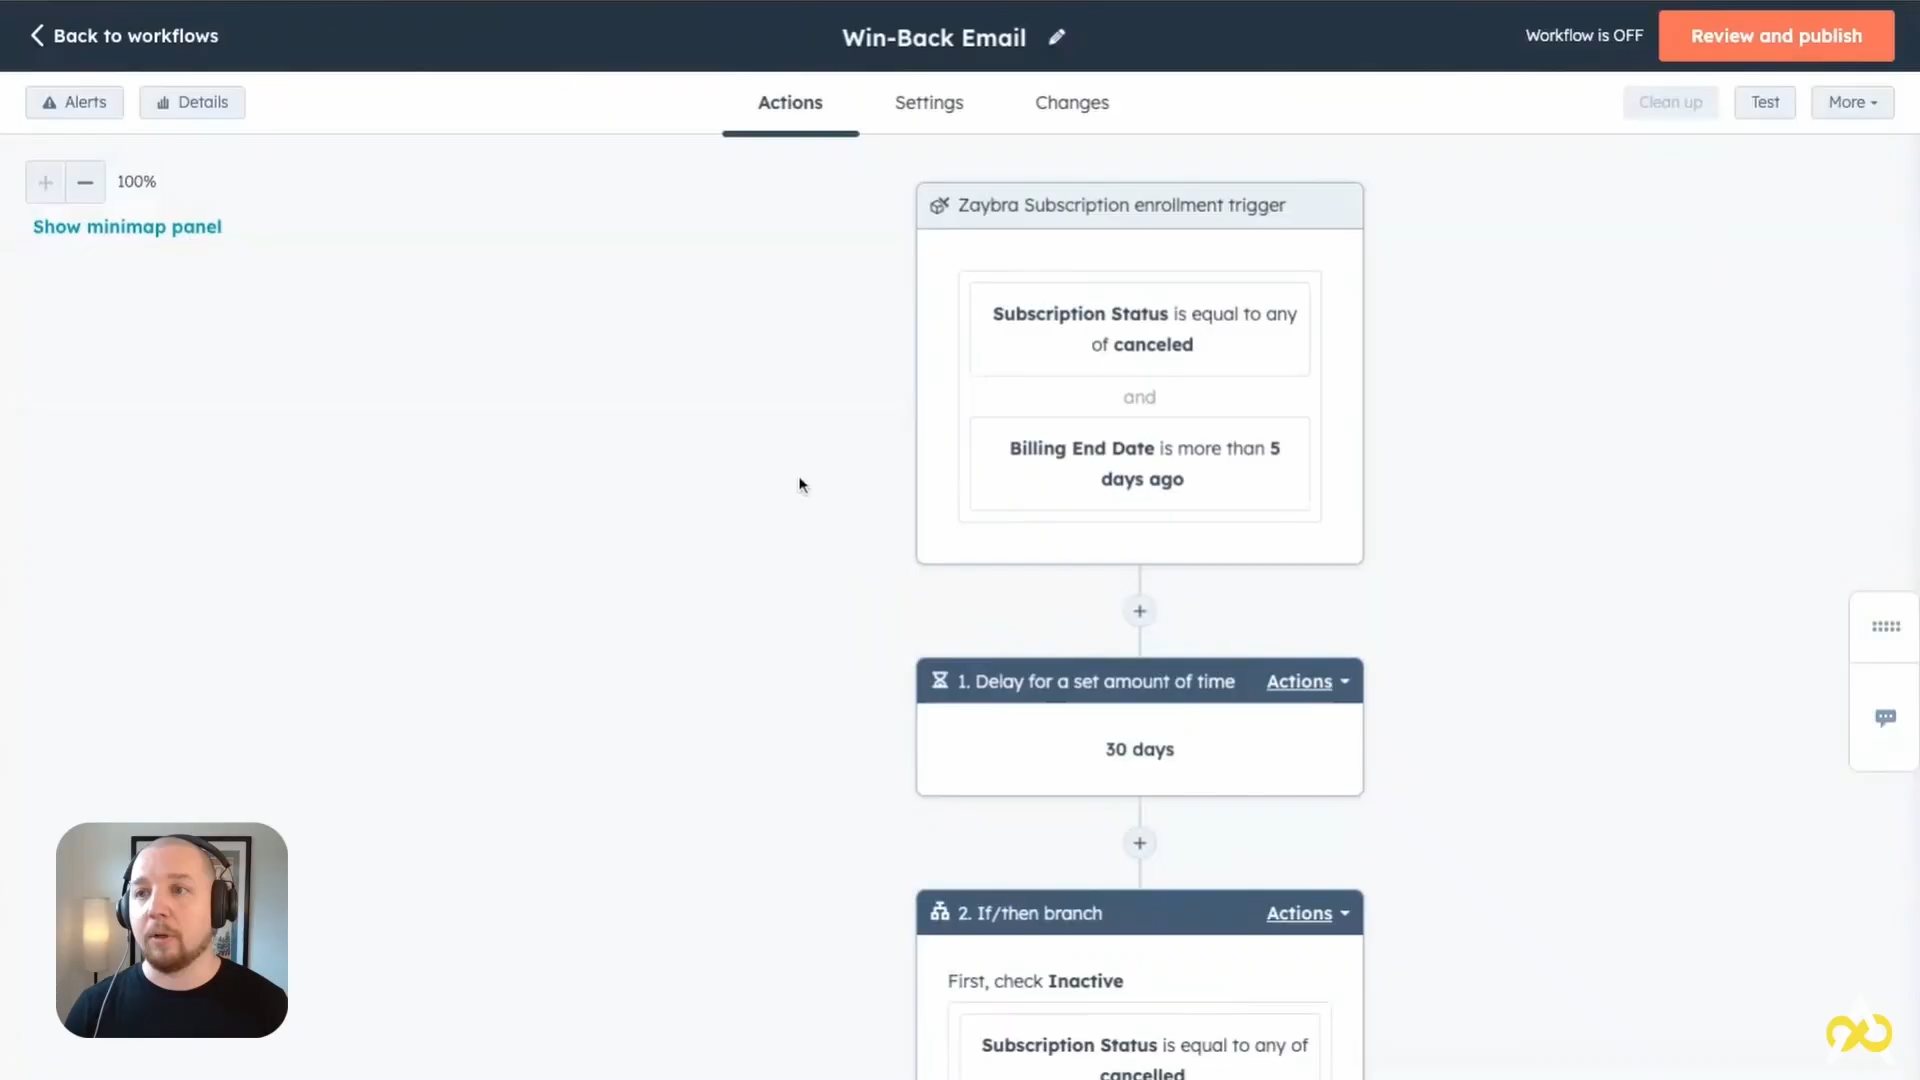 Back to workflows
Win-Back Email
Workflow is OFF
Review and publish
Alerts
Details
Actions
Settings
Changes
Clean up
Test
More
100%
Show minimap panel
Zaybra Subscription enrollment trigger
Subscription Status is equal to any
of canceled
and
Billing End Date is more than 5
days ago
1. Delay for a set amount of time
Actions
30 days
2. If/then branch
Actions
First, check Inactive
Subscription Status is equal to any of
cancelled